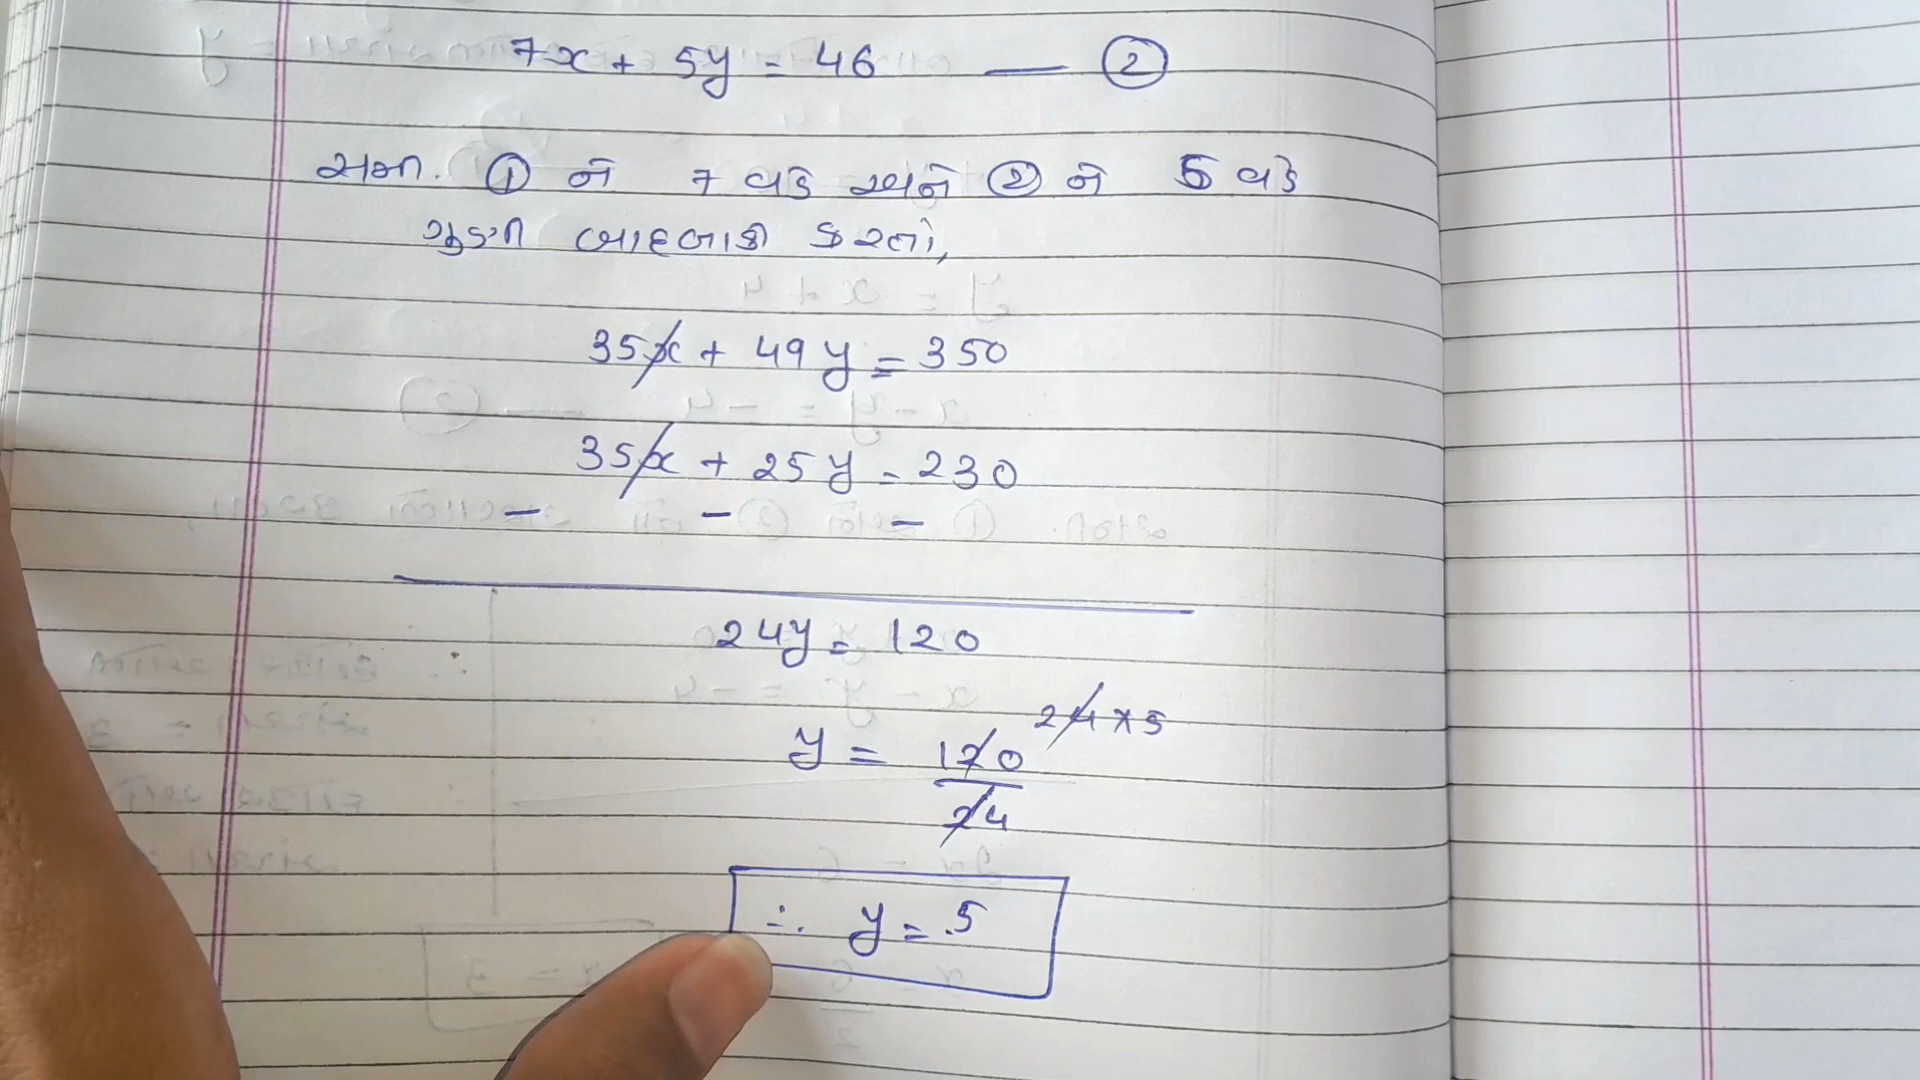 7x + 5y = 46 — ②
સમી. ① ને 7 વડે અને ② ને 5 વડે
ગુણી બાદબાકી કરતાં,
35x + 49y = 350
35x + 25y = 230
− − −
24y = 120
24 × 5
y = 120
24
∴ y = 5